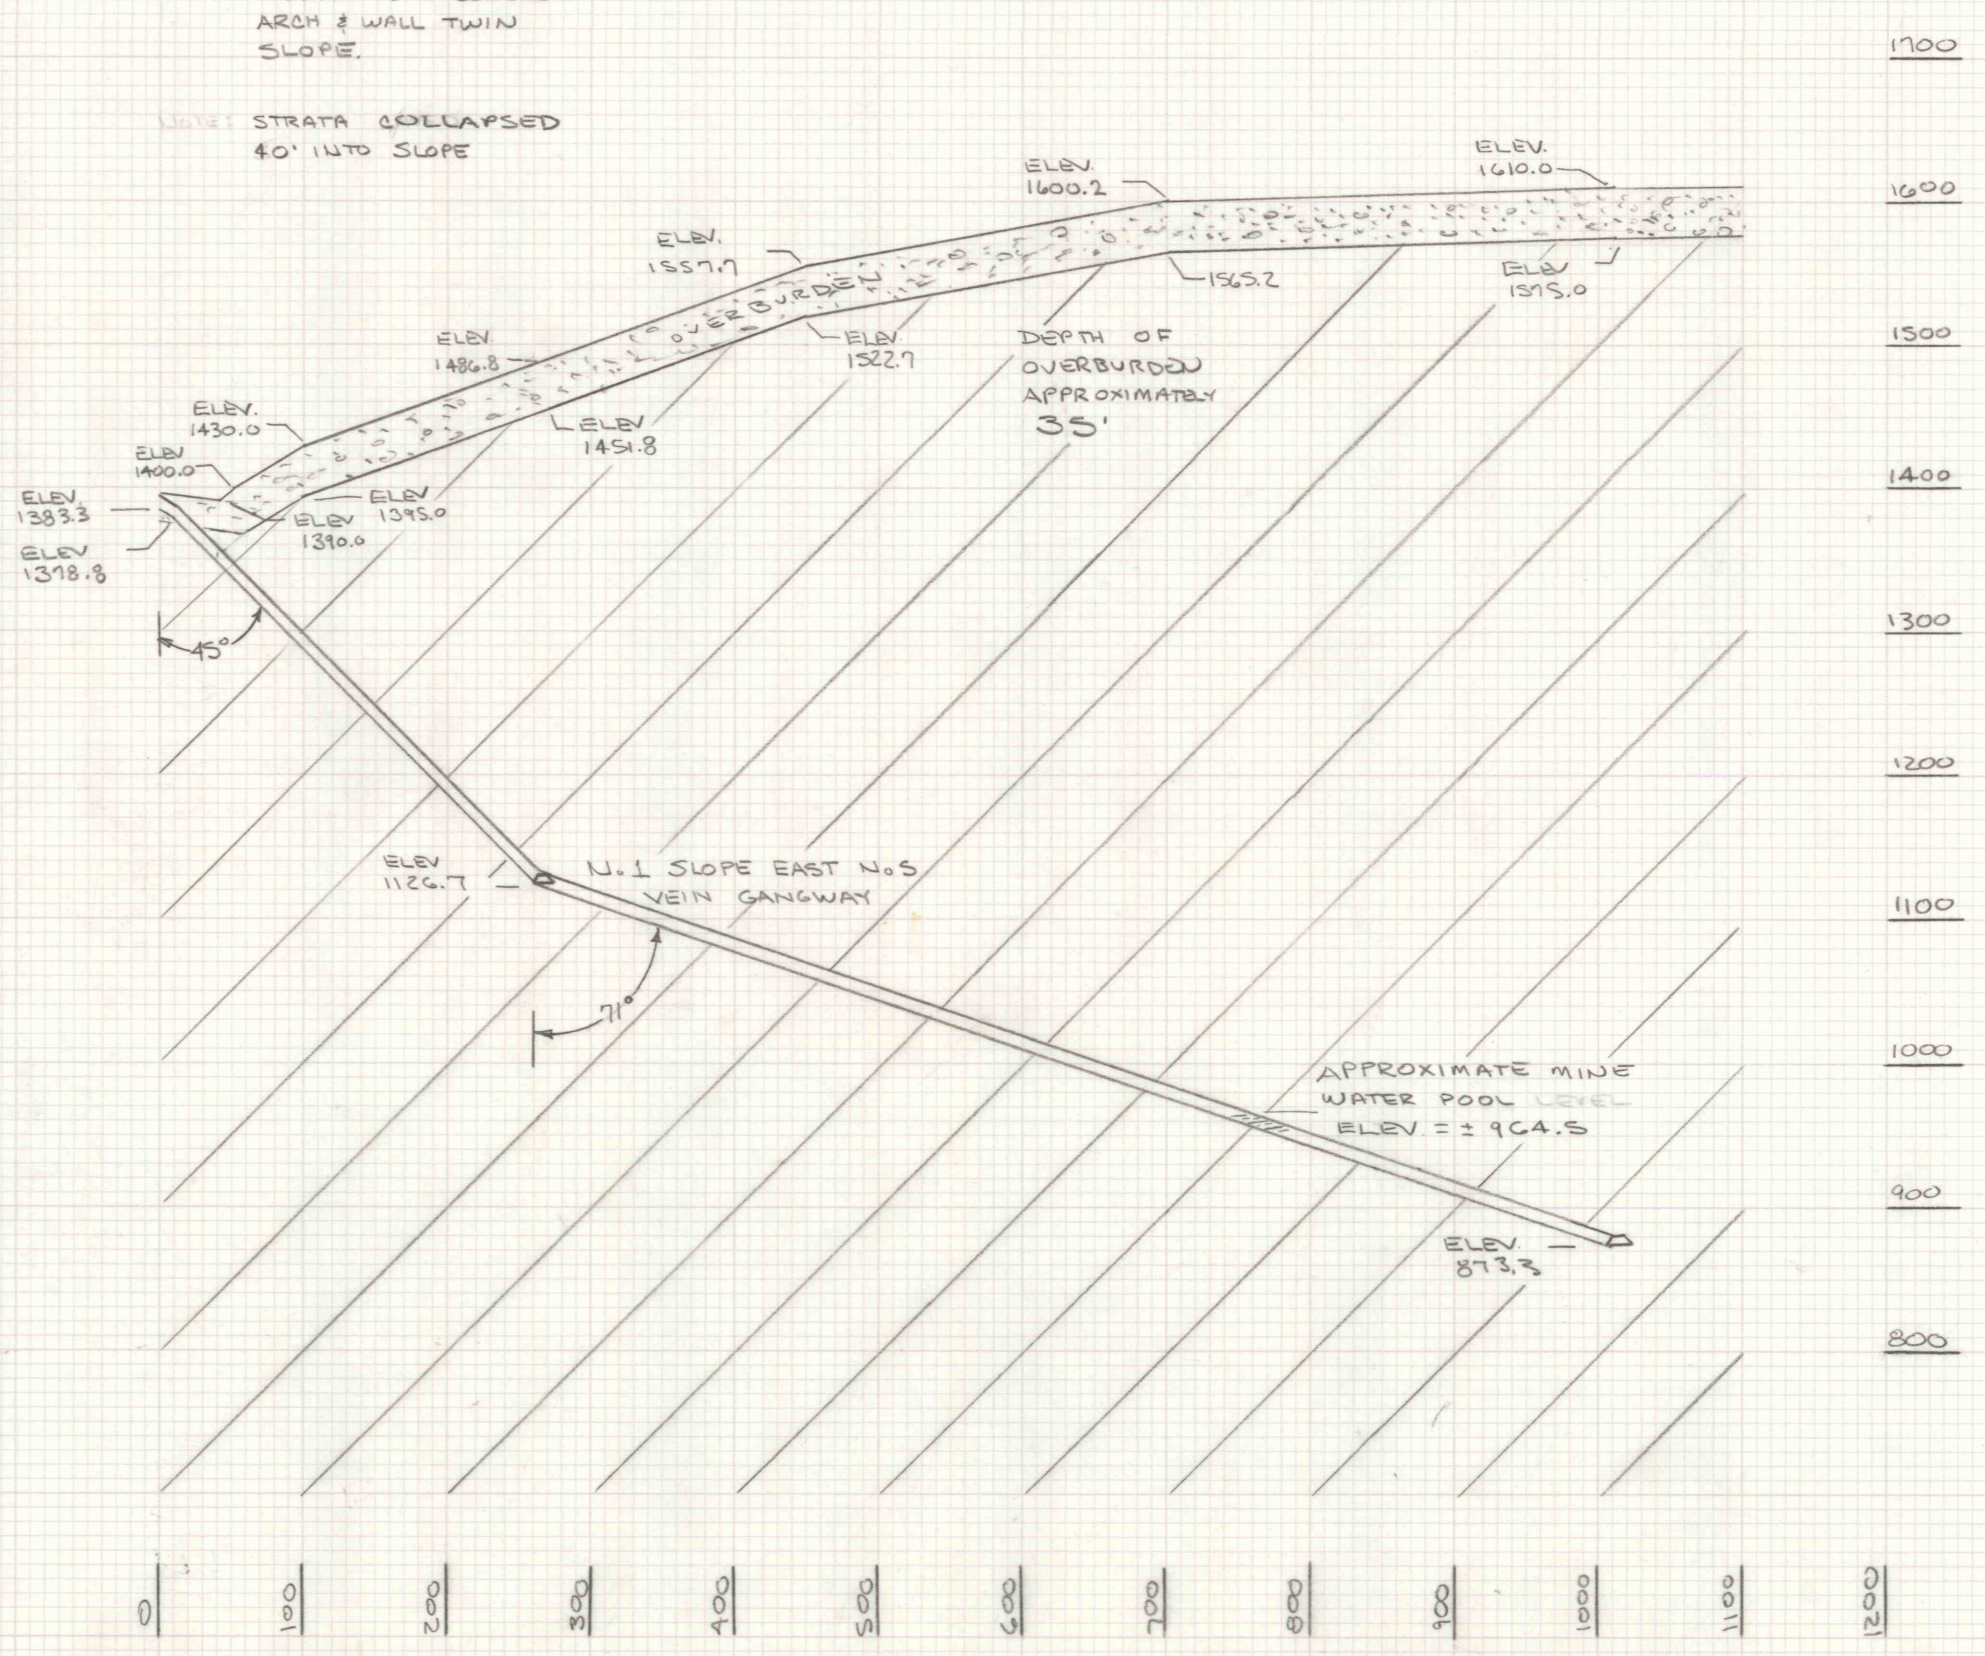 ARCH & WALL TWIN
SLOPE.
NOTE: STRATA COLLAPSED
40' INTO SLOPE
1700
ELEV.
1610.0
ELEV.
1600.2
1600
ELEV.
1557.7
OVERBURDEN
1565.2
ELEV
1575.0
ELEV
1486.8
ELEV.
1522.7
DEPTH OF
OVERBURDEN
APPROXIMATELY
35'
1500
ELEV.
1430.0
ELEV
1451.8
ELEV
1400.0
1400
ELEV.
1383.3
ELEV
1395.0
ELEV
1390.0
ELEV
1378.8
45°
1300
1200
ELEV
1126.7
No.1 SLOPE EAST No.5
VEIN GANGWAY
1100
71°
1000
APPROXIMATE MINE
WATER POOL LEVEL
ELEV. = ± 964.5
900
ELEV.
873.3
800
0
100
200
300
400
500
600
700
800
900
1000
1100
1200